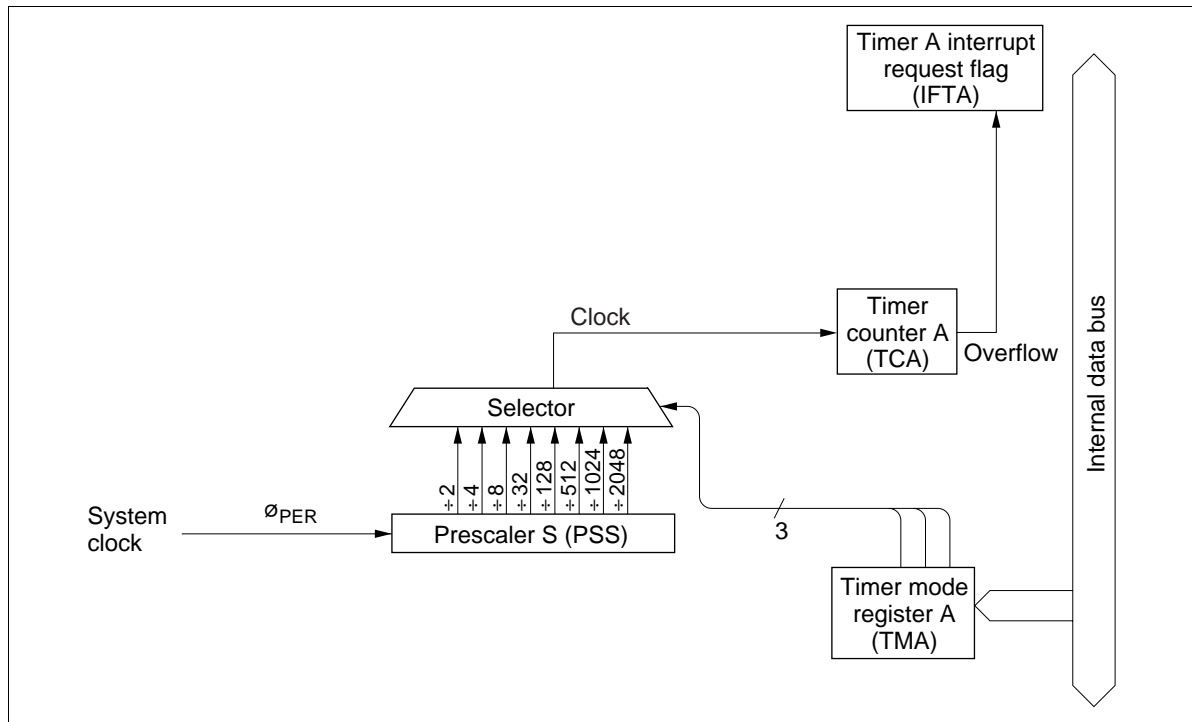 Timer A interrupt
request flag
(IFTA)
Clock
Timer
counter A
(TCA)
Overflow
Internal data bus
Selector
÷2
÷4
÷8
÷32
÷128
÷512
÷1024
÷2048
System
clock
øPER
Prescaler S (PSS)
3
Timer mode
register A
(TMA)